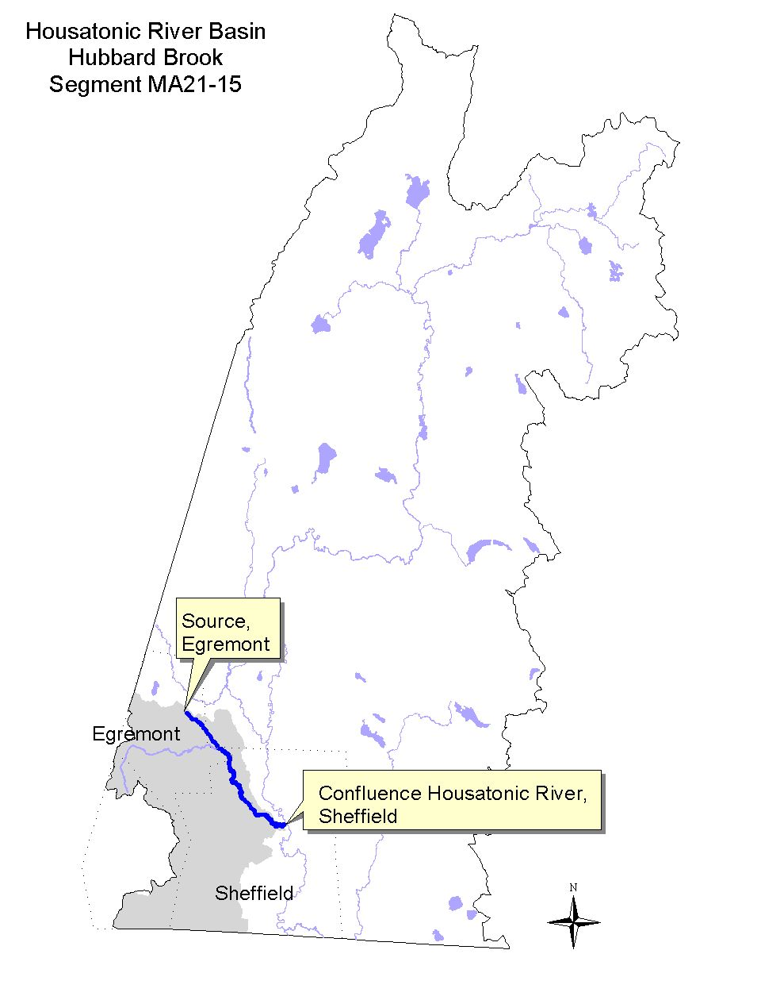 Housatonic River Basin
Hubbard Brook
Segment MA21-15
Source,
Egremont
Egremont
Confluence Housatonic River,
Sheffield
Sheffield
N